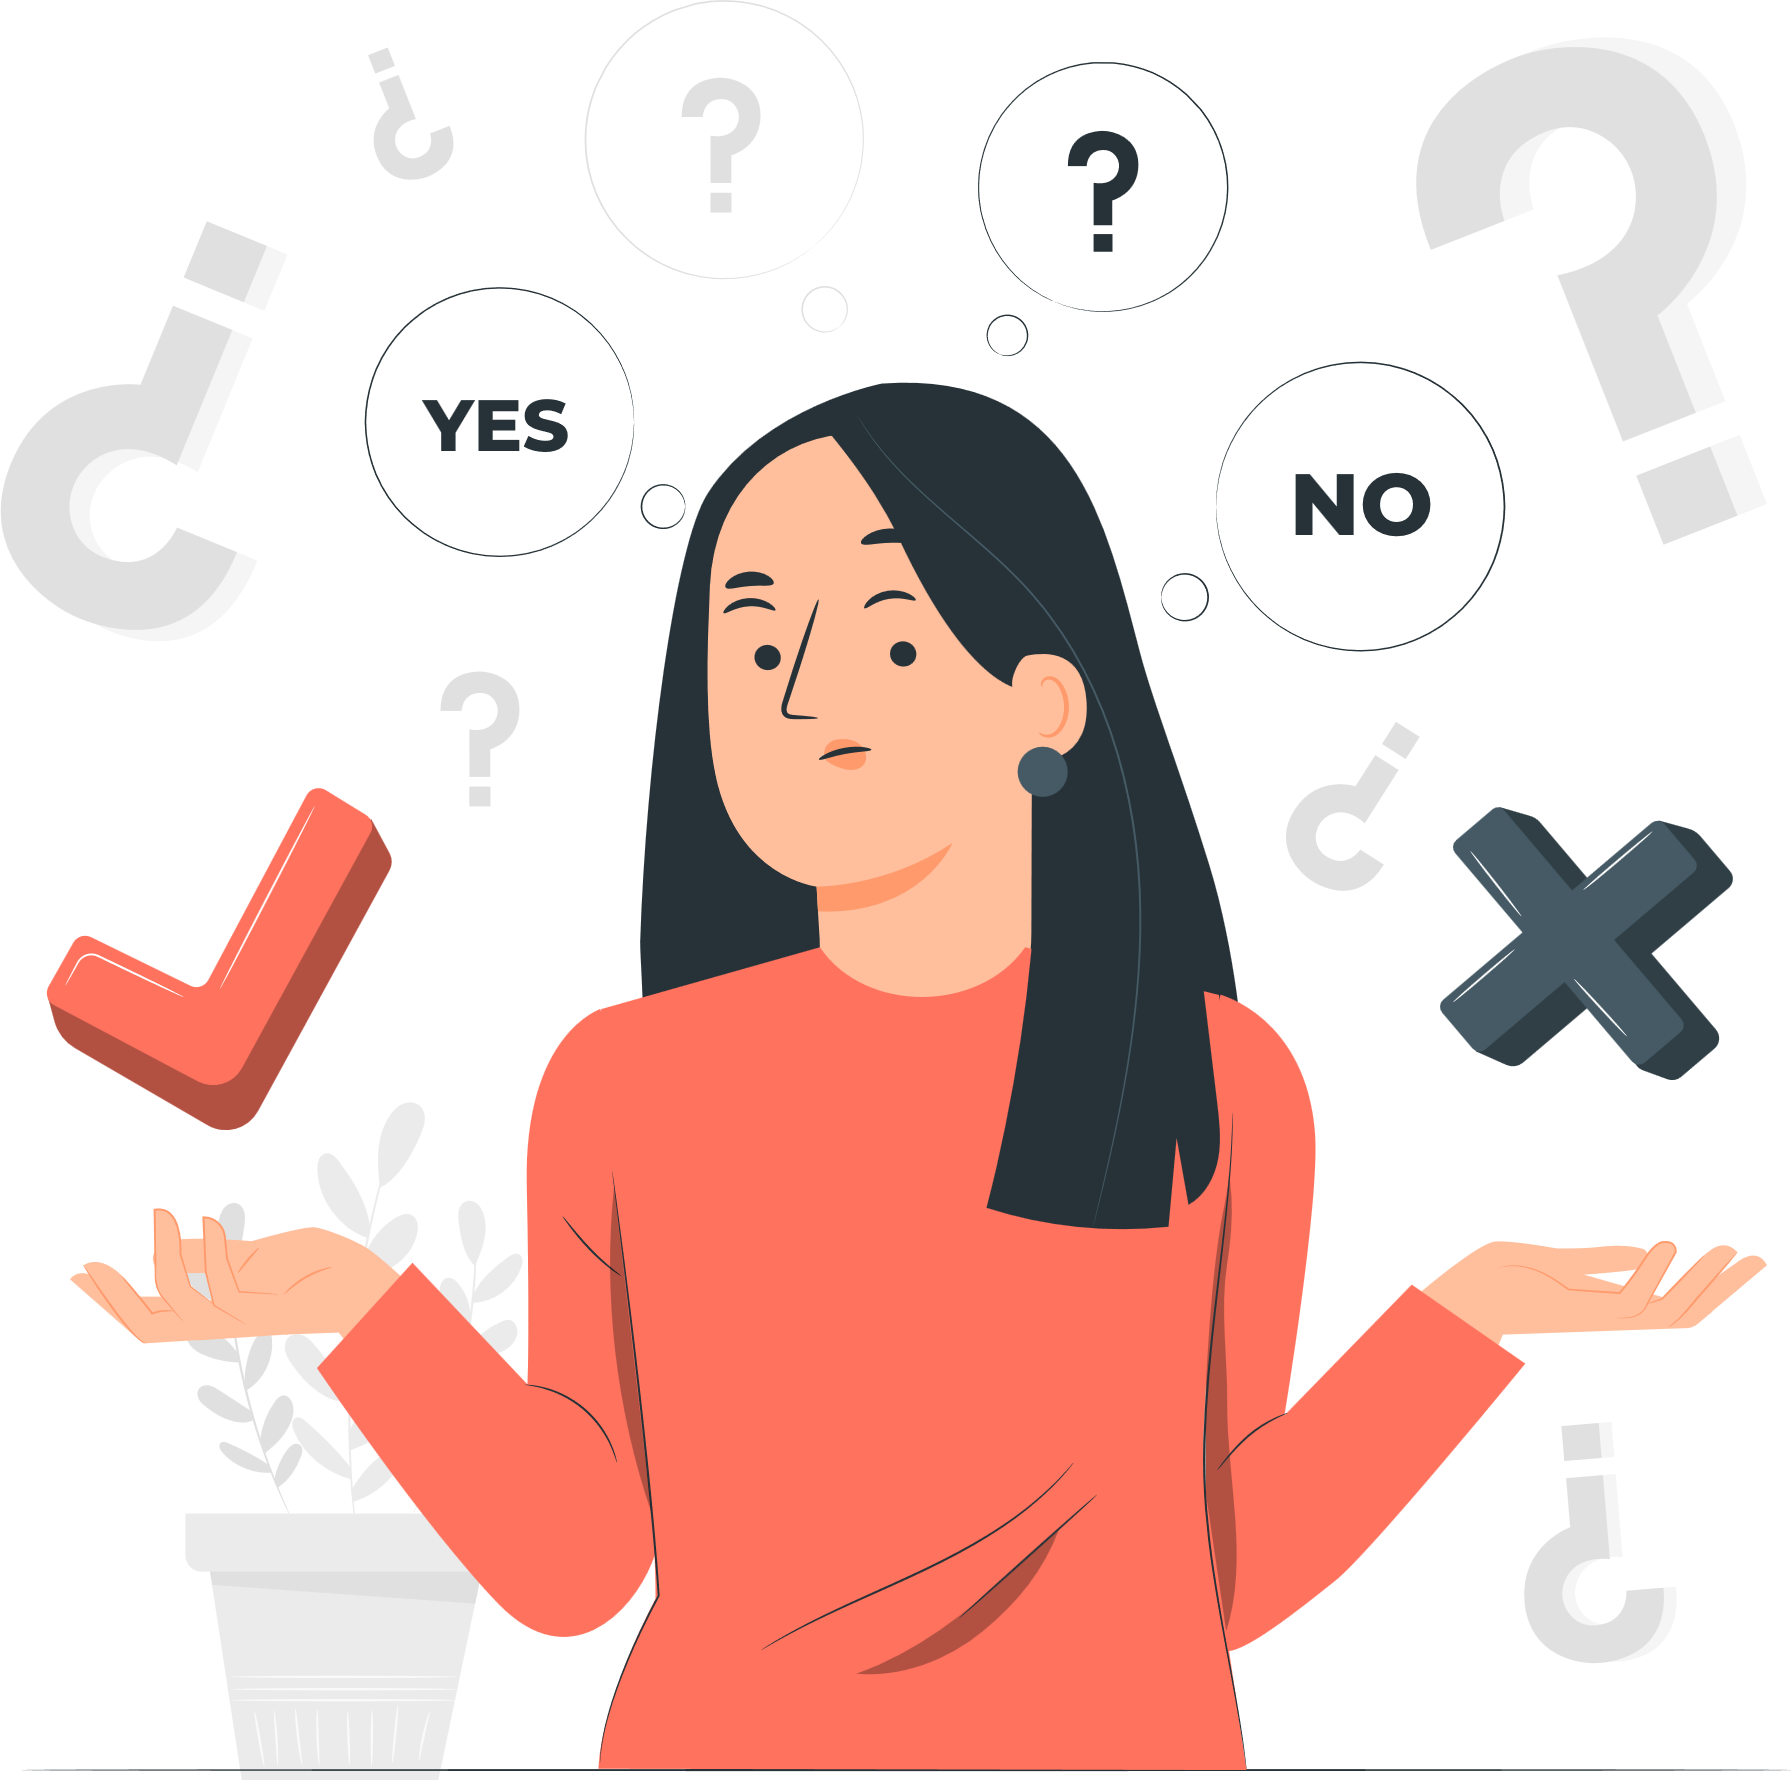 ?
?
YES
NO